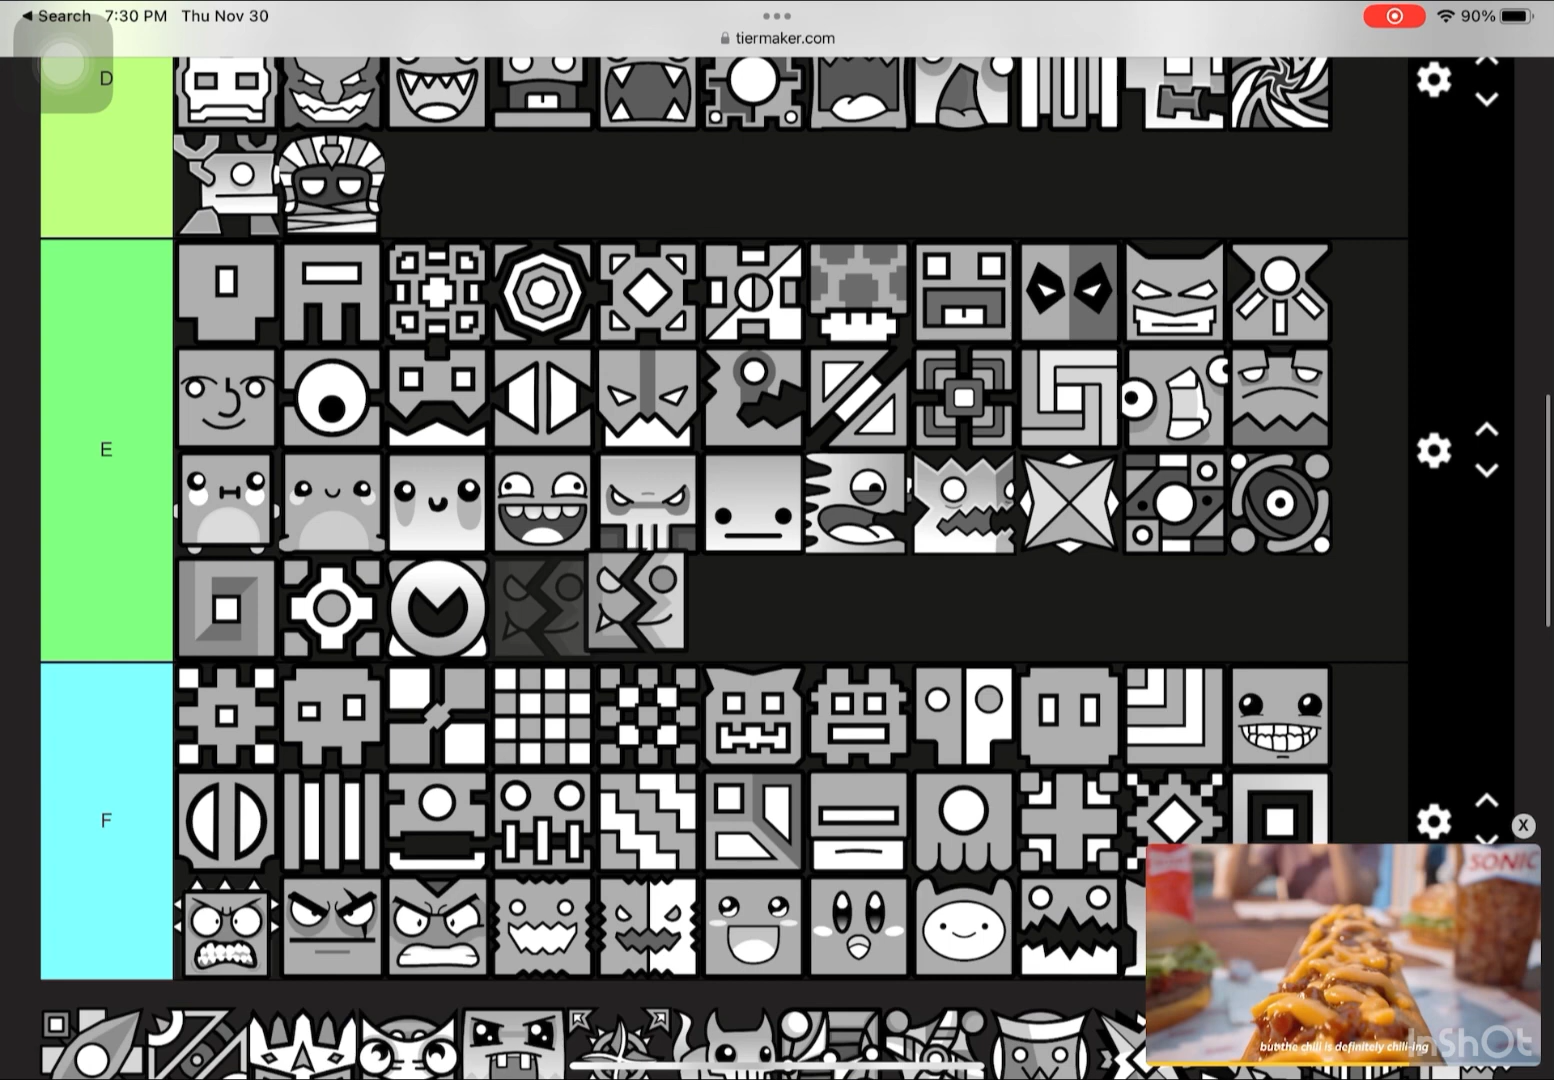 ◀ Search 7:30 PM Thu Nov 30
90%
tiermaker.com
D
E
F
X
SONIC
but the chili is definitely chili-ing
InShOt